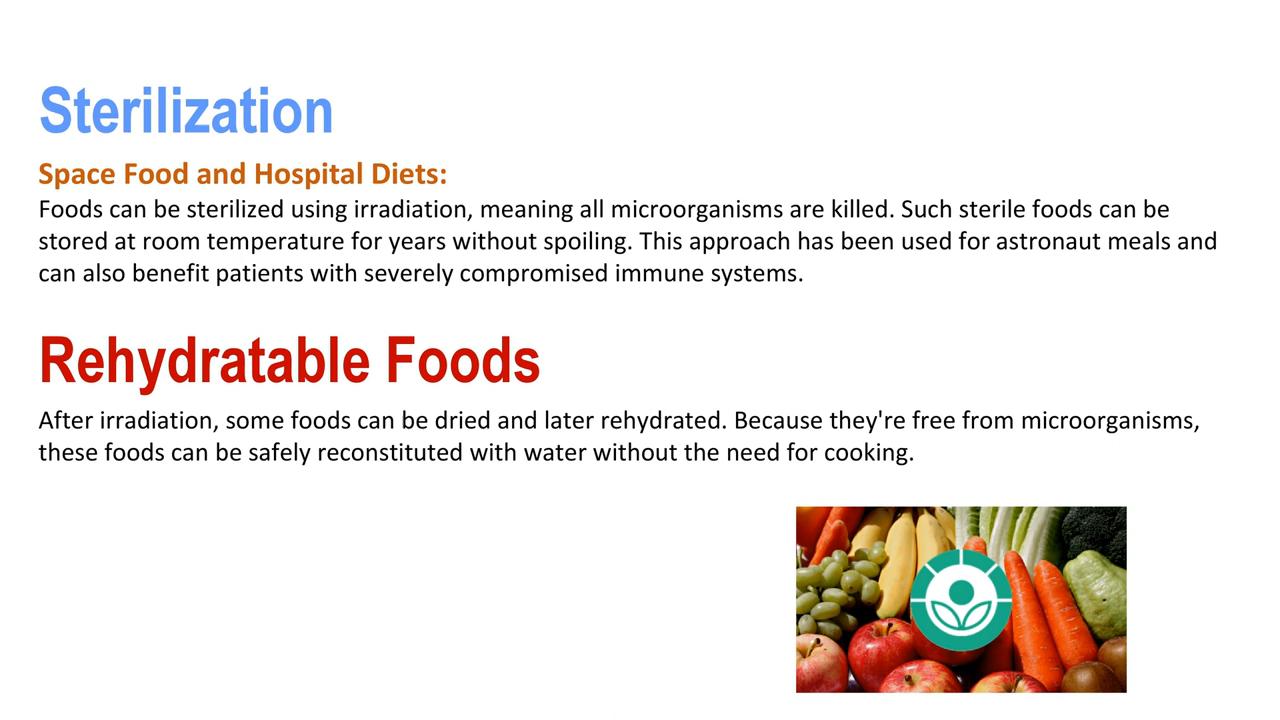 Sterilization
Space Food and Hospital Diets:
Foods can be sterilized using irradiation, meaning all microorganisms are killed. Such sterile foods can be
stored at room temperature for years without spoiling. This approach has been used for astronaut meals and
can also benefit patients with severely compromised immune systems.
Rehydratable Foods
After irradiation, some foods can be dried and later rehydrated. Because they're free from microorganisms,
these foods can be safely reconstituted with water without the need for cooking.